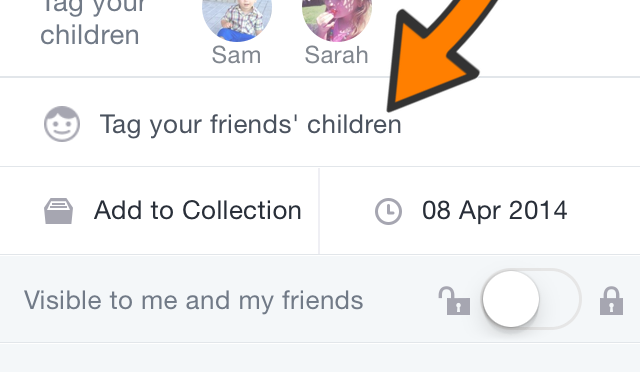 Tag your
children
Sam
Sarah
Tag your friends' children
Add to Collection
08 Apr 2014
Visible to me and my friends